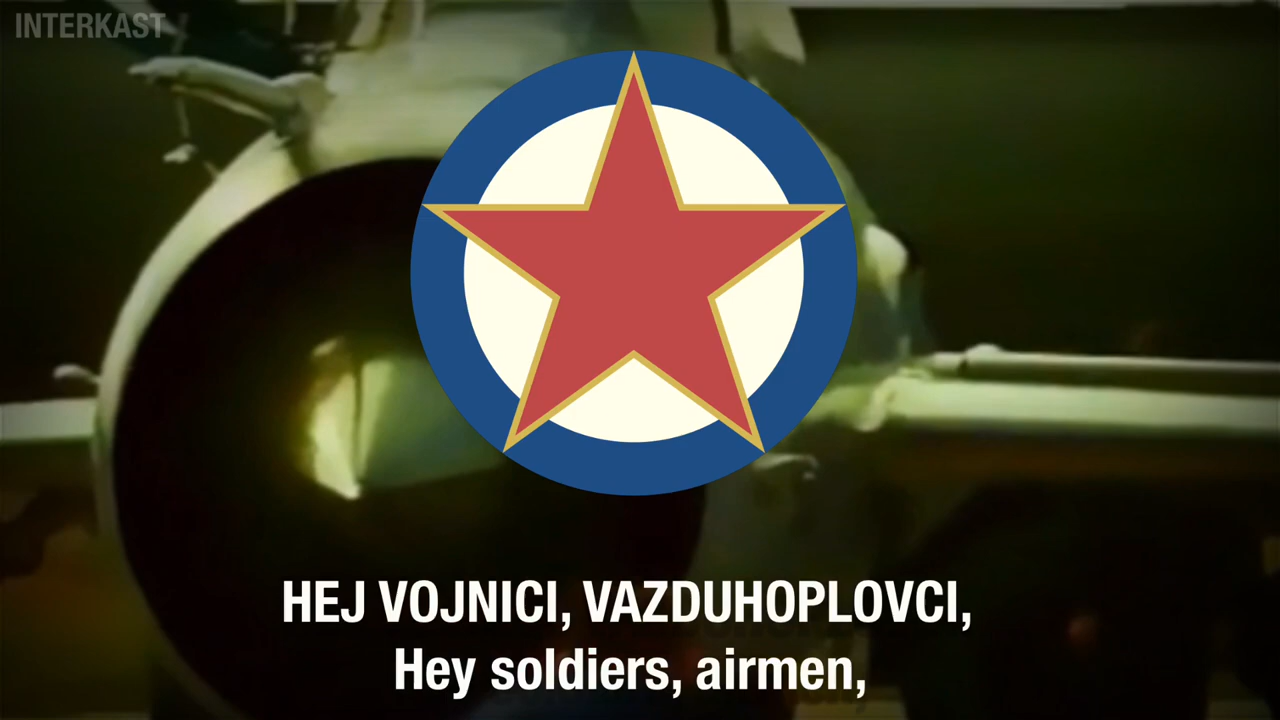 INTERKAST
HEJ VOJNICI, VAZDUHOPLOVCI,
Hey soldiers, airmen,